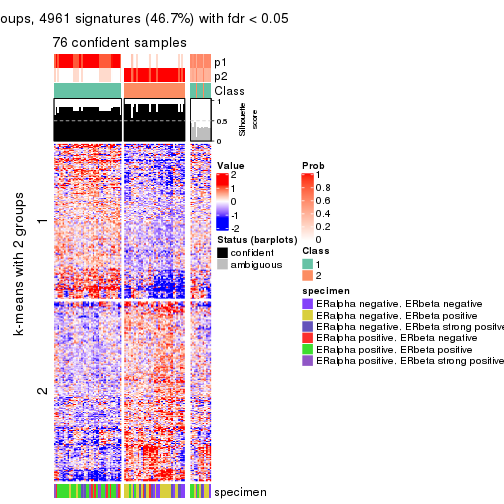 oups, 4961 signatures (46.7%) with fdr < 0.05
76 confident samples
p1
p2
Class
1
0.5
0
Silhouette
score
k-means with 2 groups
1
2
specimen
Value
2
1
0
-1
-2
Status (barplots)
confident
ambiguous
Prob
1
0.8
0.6
0.4
0.2
0
Class
1
2
specimen
ERalpha negative, ERbeta negative
ERalpha negative, ERbeta positive
ERalpha negative, ERbeta strong positive
ERalpha positive, ERbeta negative
ERalpha positive, ERbeta positive
ERalpha positive, ERbeta strong positive